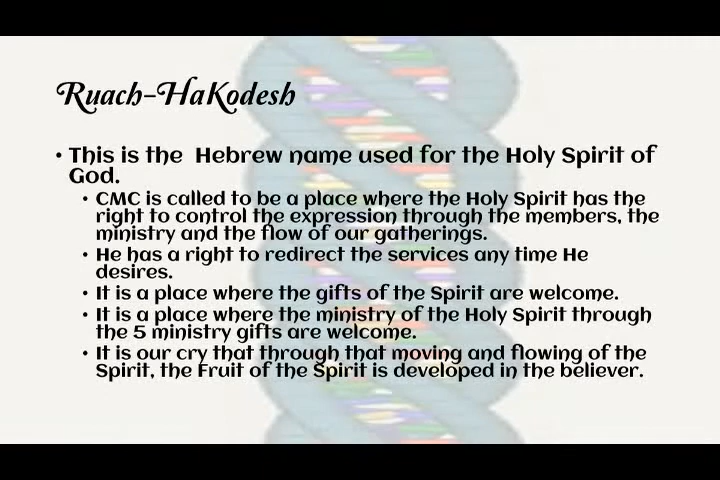 Ruach-HaKodesh
• This is the Hebrew name used for the Holy Spirit of
God.
• CMC is called to be a place where the Holy Spirit has the
right to control the expression through the members, the
ministry and the flow of our gatherings.
• He has a right to redirect the services any time He
desires.
• It is a place where the gifts of the Spirit are welcome.
• It is a place where the ministry of the Holy Spirit through
the 5 ministry gifts are welcome.
• It is our cry that through that moving and flowing of the
Spirit, the Fruit of the Spirit is developed in the believer.